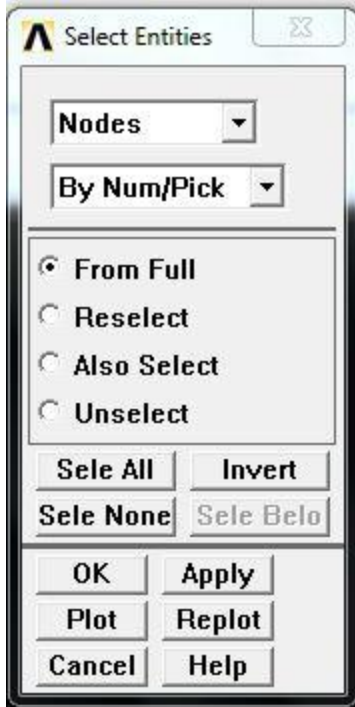 Select Entities
Nodes
By Num/Pick
From Full
Reselect
Also Select
Unselect
Sele All Invert
Sele None Sele Belo
OK Apply
Plot Replot
Cancel Help